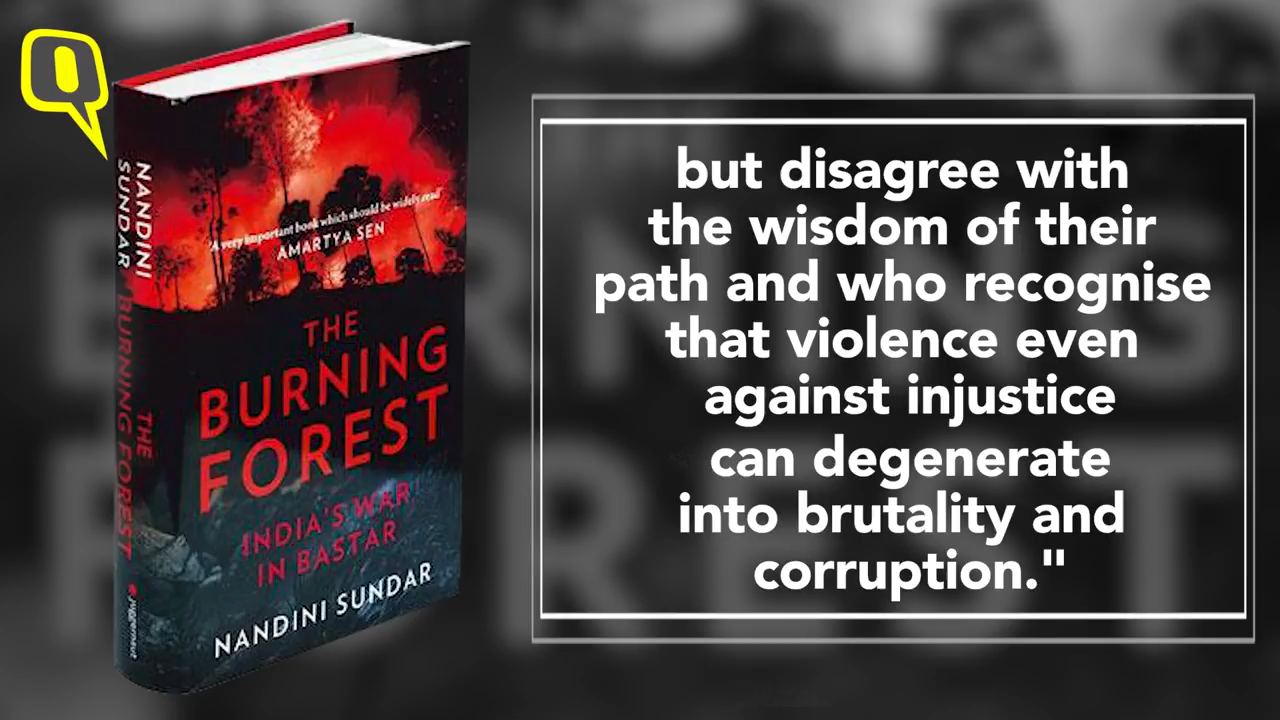 "A very important book which should be widely read"
AMARTYA SEN
THE
BURNING
FOREST
INDIA'S WAR
IN BASTAR
NANDINI SUNDAR
NANDINI
SUNDAR
THE
BURNING FOREST
juggernaut
but disagree with
the wisdom of their
path and who recognise
that violence even
against injustice
can degenerate
into brutality and
corruption."